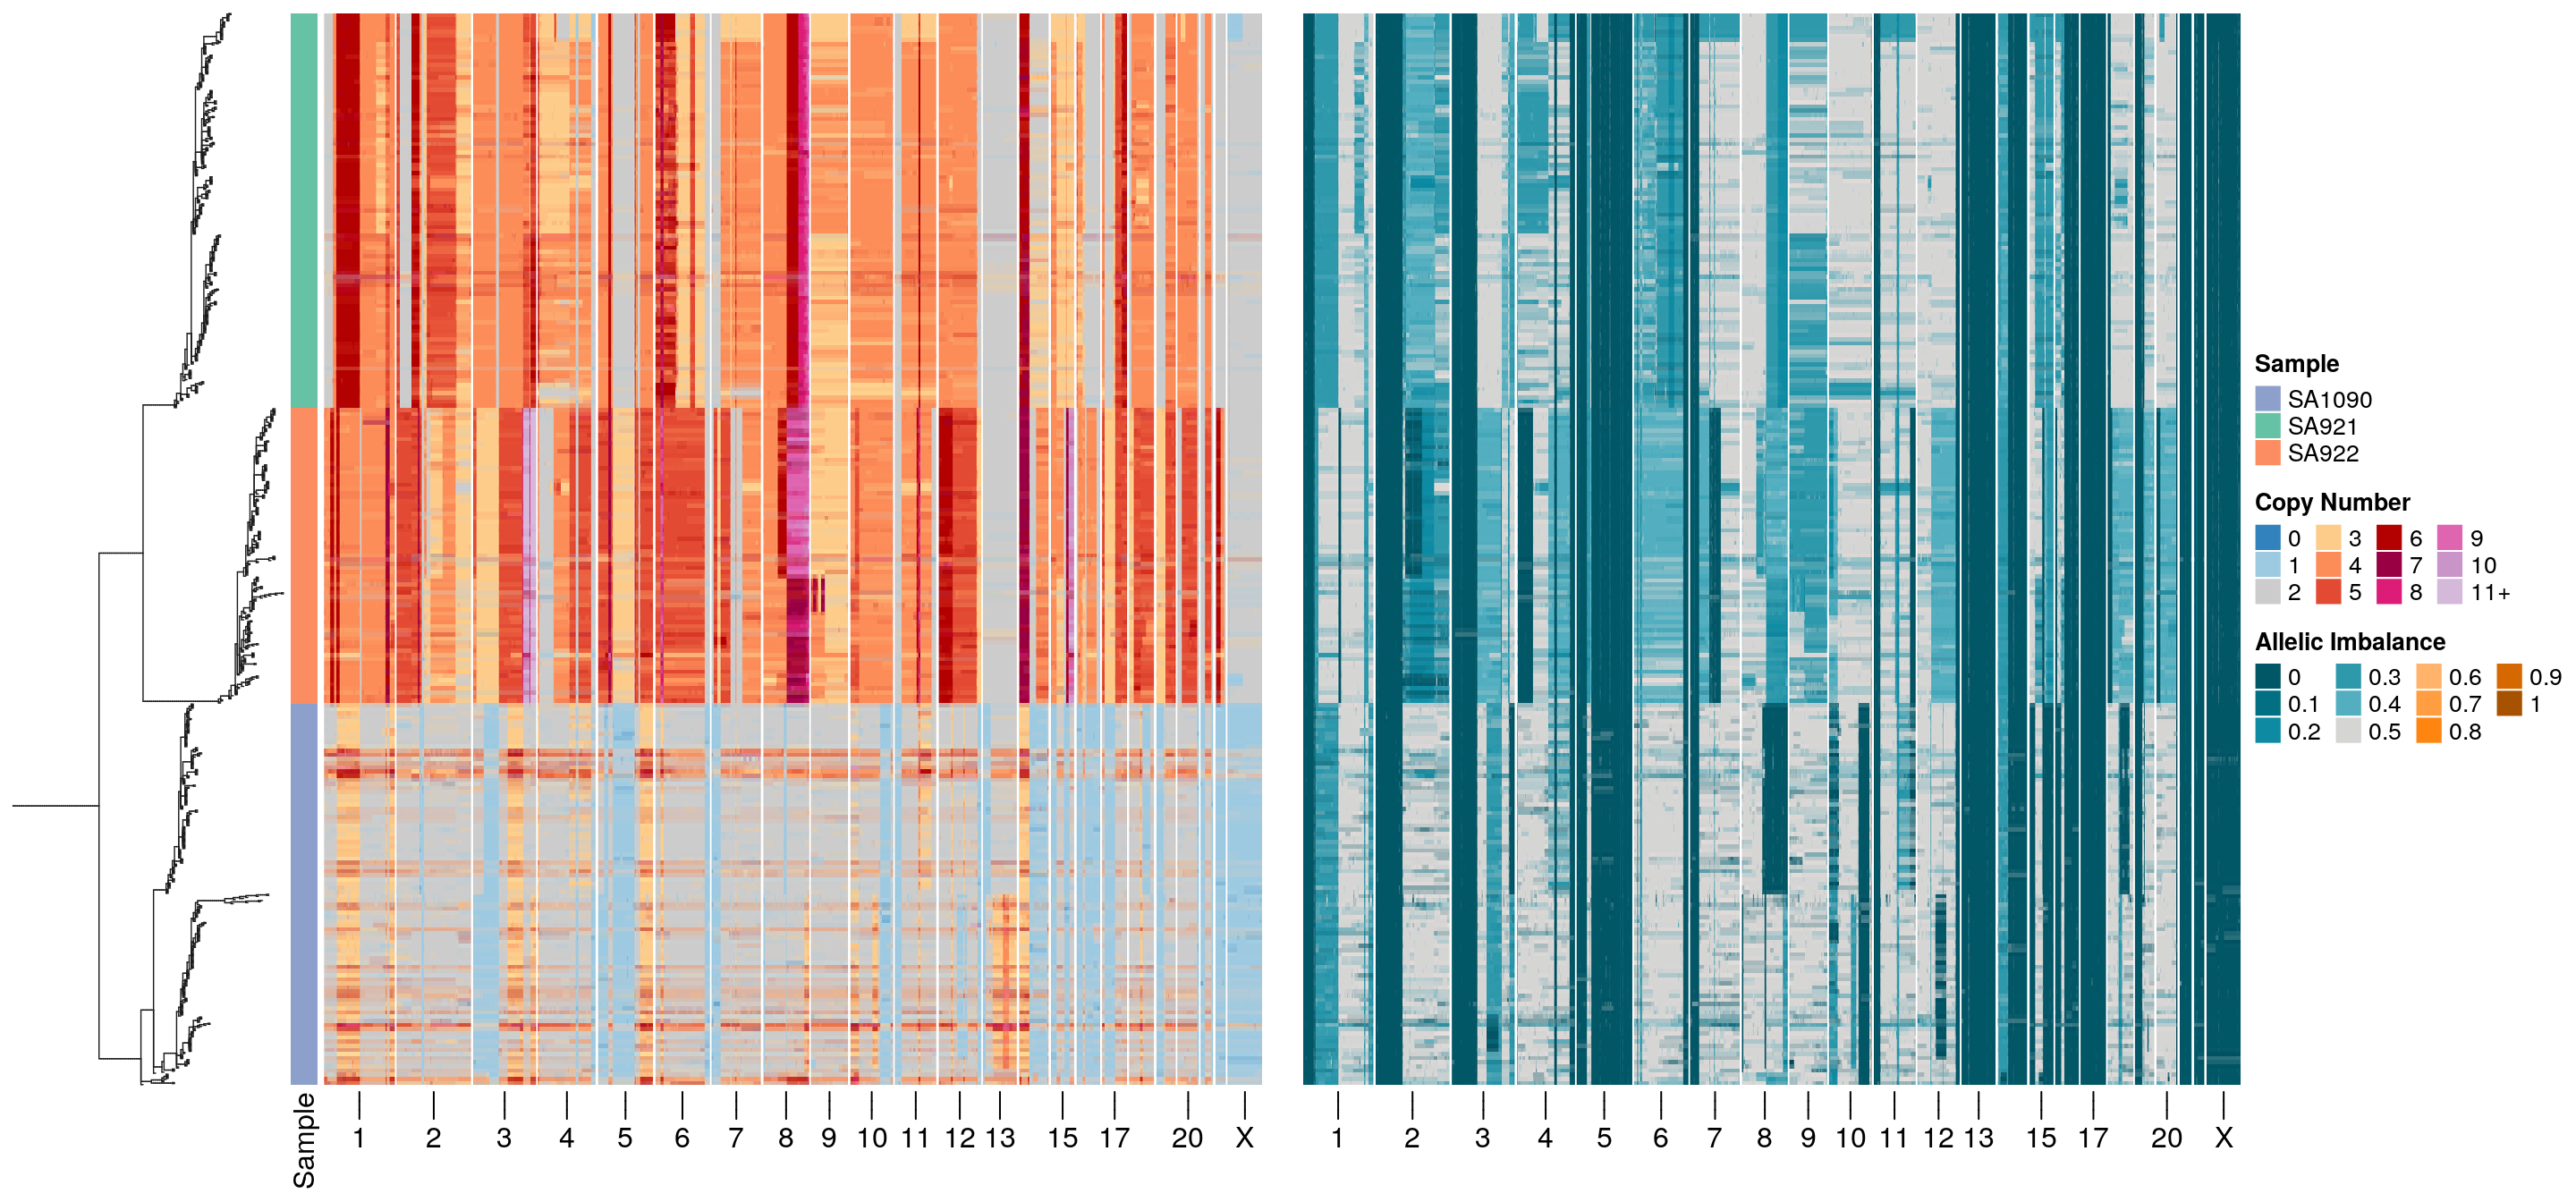 Sample
SA1090
SA921
SA922
Copy Number
0 3 6 9
1 4 7 10
2 5 8 11+
Allelic Imbalance
0 0.3 0.6 0.9
0.1 0.4 0.7 1
0.2 0.5 0.8
Sample
1 2 3 4 5 6 7 8 9 10 11 12 13 15 17 20 X
1 2 3 4 5 6 7 8 9 10 11 12 13 15 17 20 X